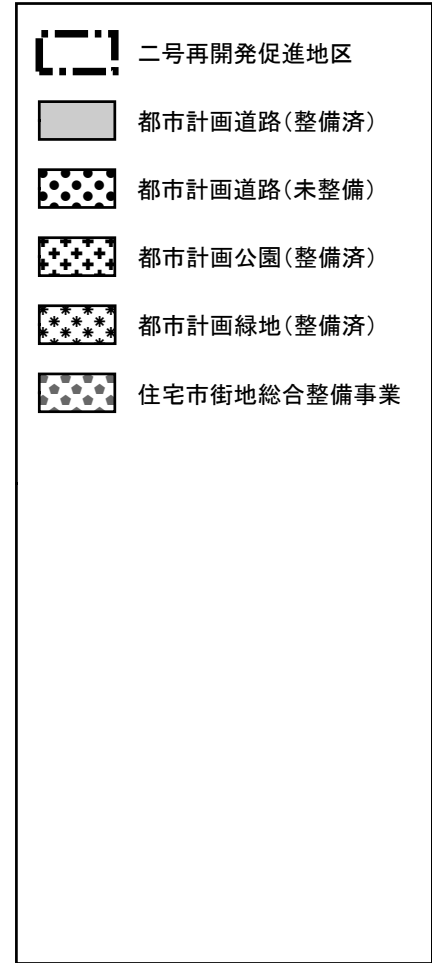 二号再開発促進地区
都市計画道路（整備済）
都市計画道路（未整備）
都市計画公園（整備済）
都市計画緑地（整備済）
住宅市街地総合整備事業